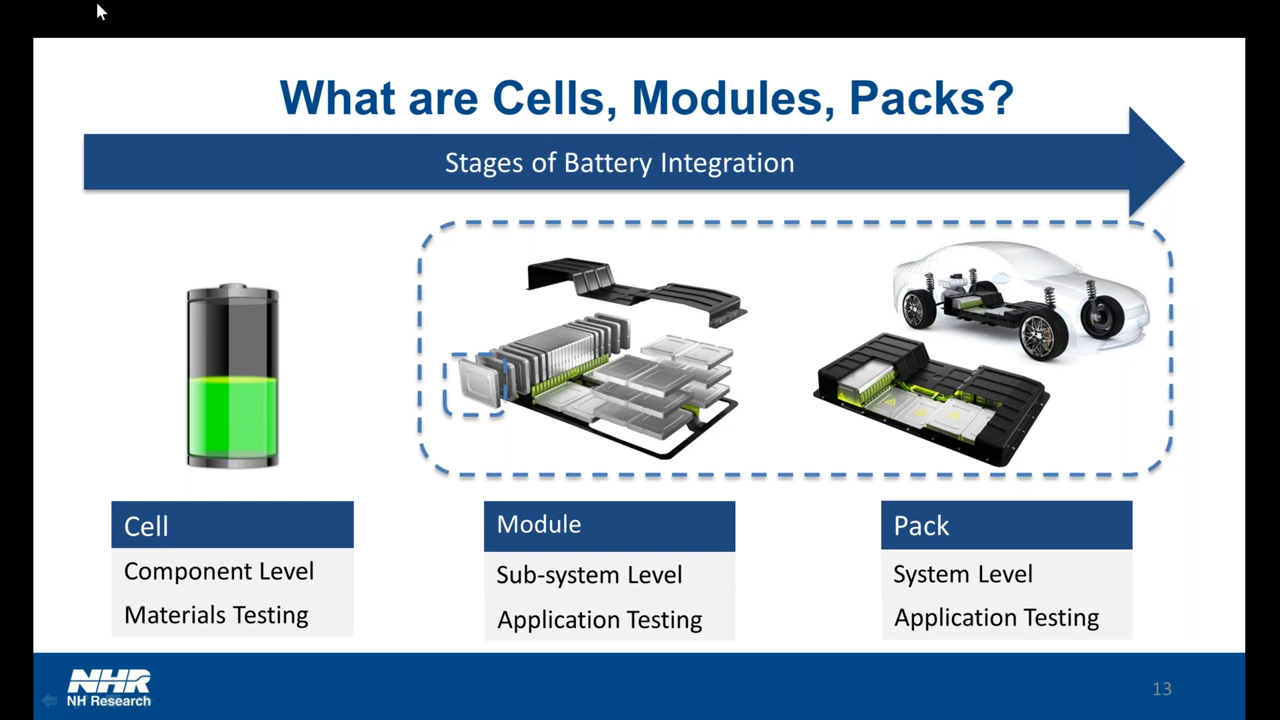 What are Cells, Modules, Packs?
Stages of Battery Integration
Cell
Component Level
Materials Testing
Module
Sub-system Level
Application Testing
Pack
System Level
Application Testing
NHR
NH Research
13